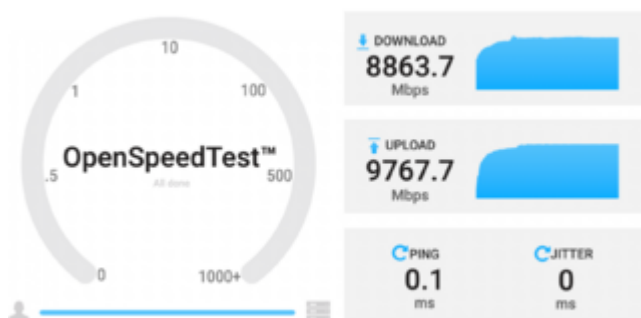 10
1
100
OpenSpeedTest™
All done
.5
500
0
1000+
DOWNLOAD
8863.7
Mbps
UPLOAD
9767.7
Mbps
PING
0.1
ms
JITTER
0
ms